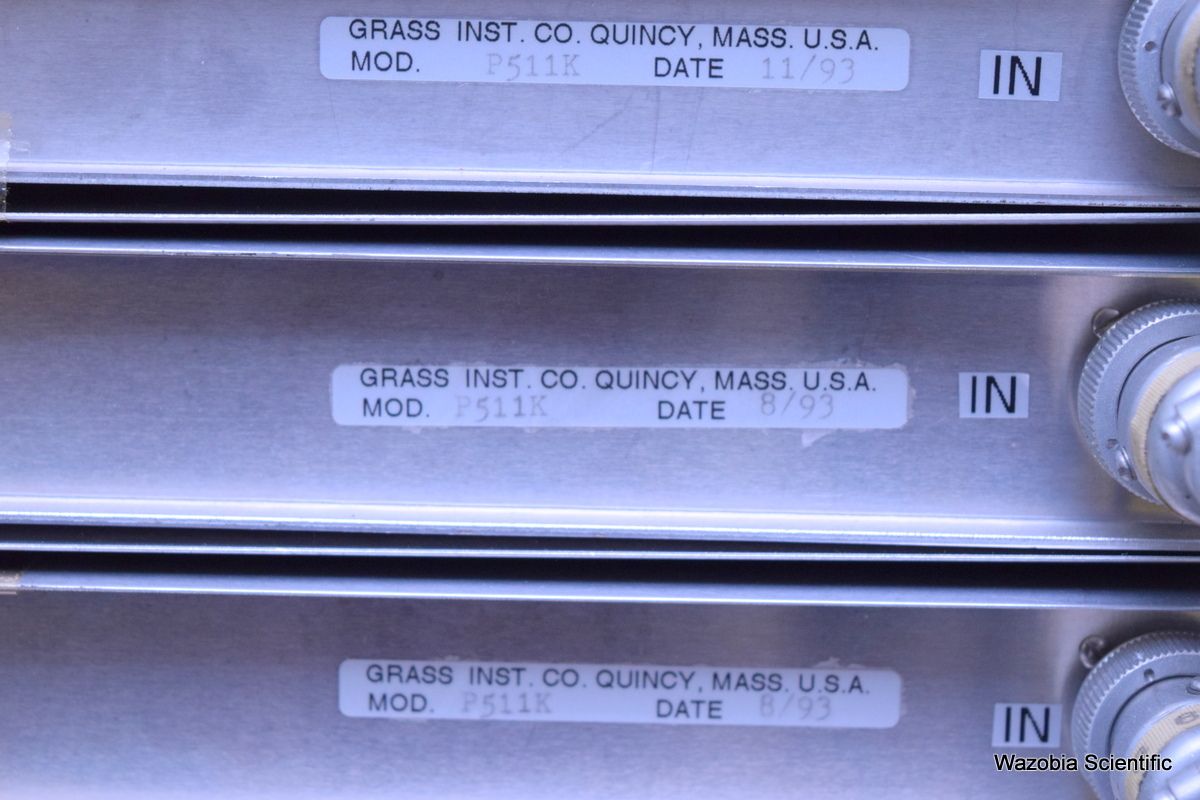 GRASS INST. CO. QUINCY, MASS. U.S.A.
MOD. P511K DATE 11/93
IN
GRASS INST. CO. QUINCY, MASS. U.S.A.
MOD. P511K DATE 8/93
IN
GRASS INST. CO. QUINCY, MASS. U.S.A.
MOD. P511K DATE 8/93
IN
Wazobia Scientific